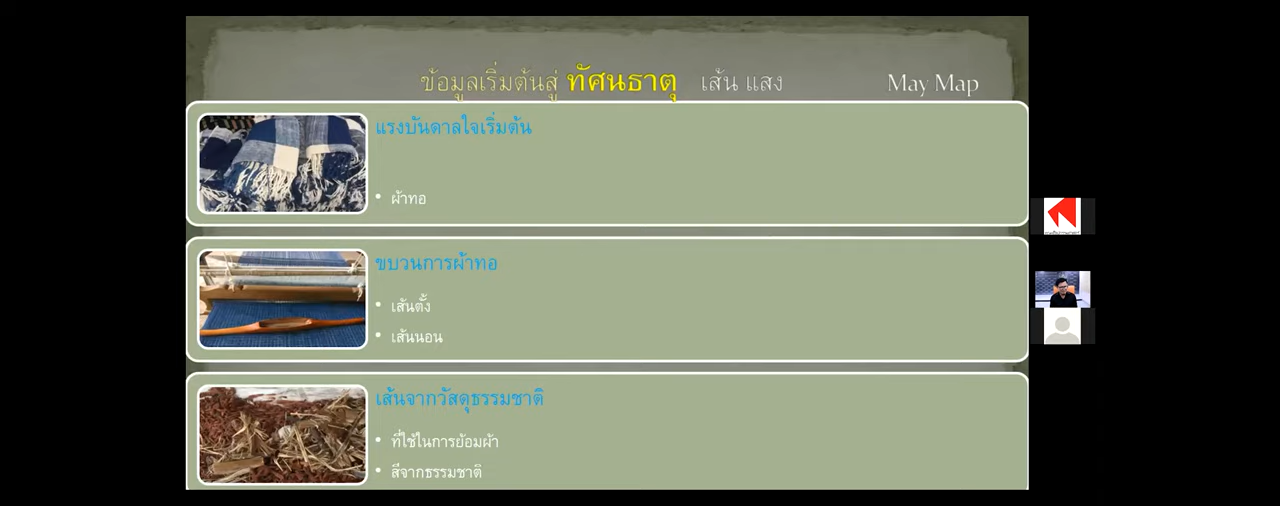 ข้อมูลเริ่มต้นสู่ ทัศนธาตุ เส้น แสง May Map
แรงบันดาลใจเริ่มต้น
• ผ้าทอ
ขบวนการผ้าทอ
• เส้นตั้ง
• เส้นนอน
เส้นจากวัสดุธรรมชาติ
• ที่ใช้ในการย้อมผ้า
• สีจากธรรมชาติ